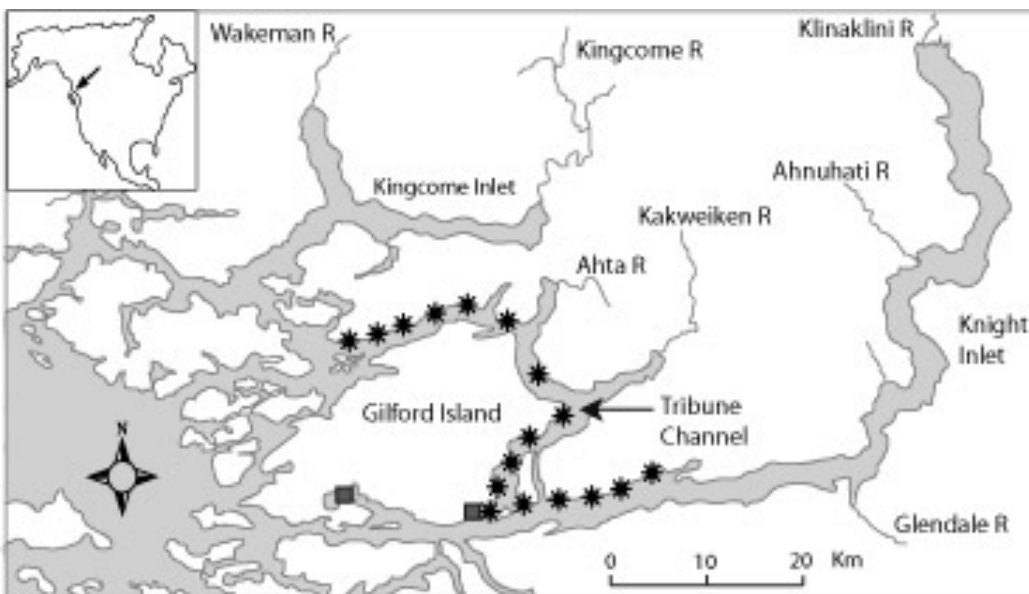 Wakeman R
Kingcome R
Klinaklini R
Kingcome Inlet
Ahnuhati R
Kakweiken R
Ahta R
Knight
Inlet
Gilford Island
Tribune
Channel
N
Glendale R
0 10 20 Km